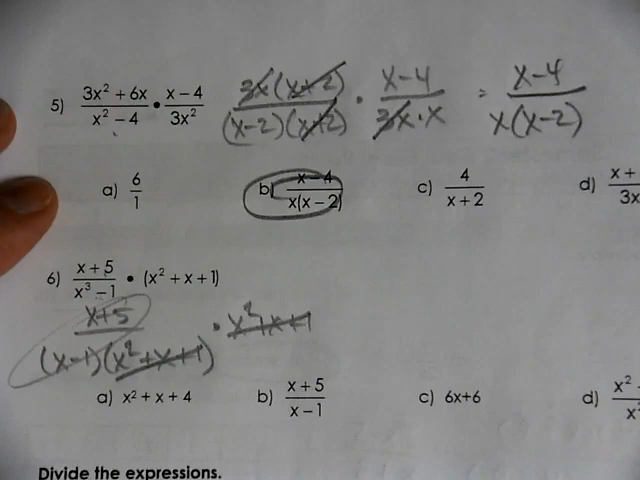 5) (3x² + 6x)/(x² − 4) • (x − 4)/(3x²) 3x(x+2)/((x−2)(x+2)) · (x−4)/(3x·x) = (x−4)/(x(x−2))
a) 6/1 b) (x − 4)/(x(x − 2)) c) 4/(x + 2) d) x + / 3x
6) (x + 5)/(x³ − 1) • (x² + x + 1)
(x+5)/((x−1)(x²+x+1)) · x²+x+1
a) x² + x + 4 b) (x + 5)/(x − 1) c) 6x+6 d) x² - / x
Divide the expressions.